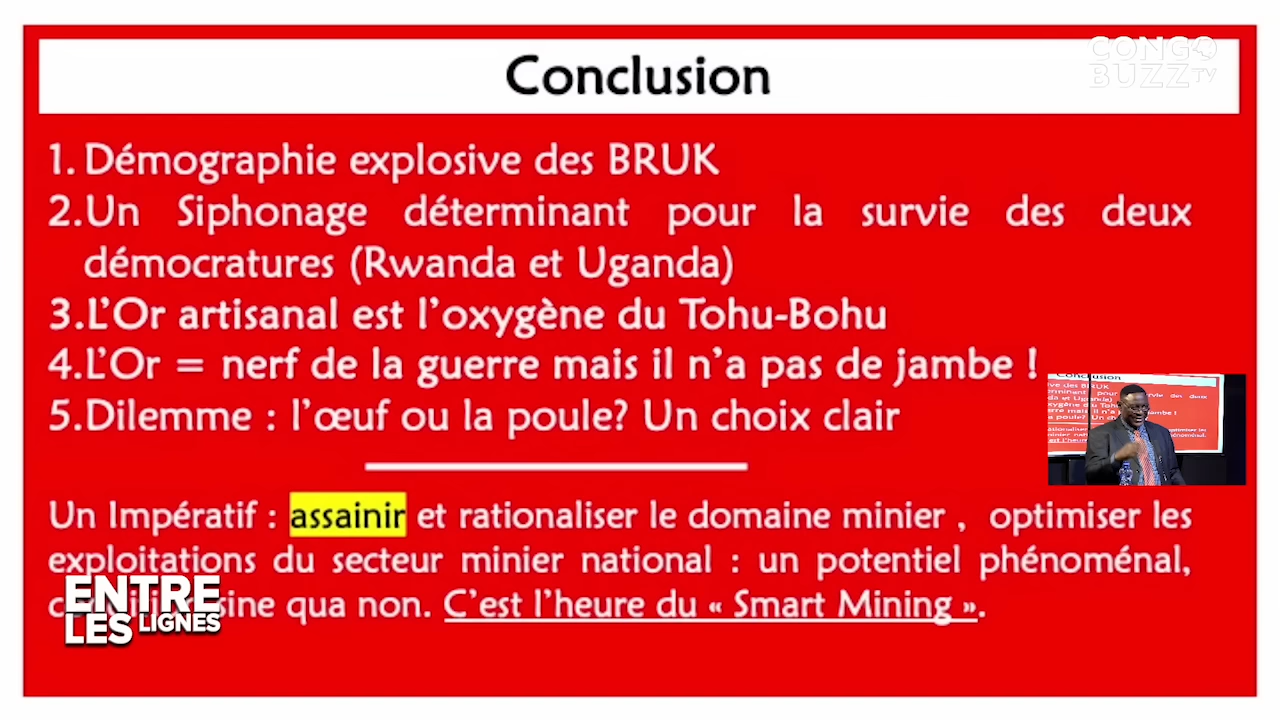 CONGO
BUZZTV
Conclusion
1. Démographie explosive des BRUK
2.Un Siphonage déterminant pour la survie des deux
démocratures (Rwanda et Uganda)
3.L’Or artisanal est l’oxygène du Tohu-Bohu
4.L’Or = nerf de la guerre mais il n’a pas de jambe !
5.Dilemme : l’œuf ou la poule? Un choix clair
Un Impératif : assainir et rationaliser le domaine minier , optimiser les
exploitations du secteur minier national : un potentiel phénoménal,
sine qua non. C’est l’heure du « Smart Mining ».
ENTRE
LES LIGNES
Conclusion